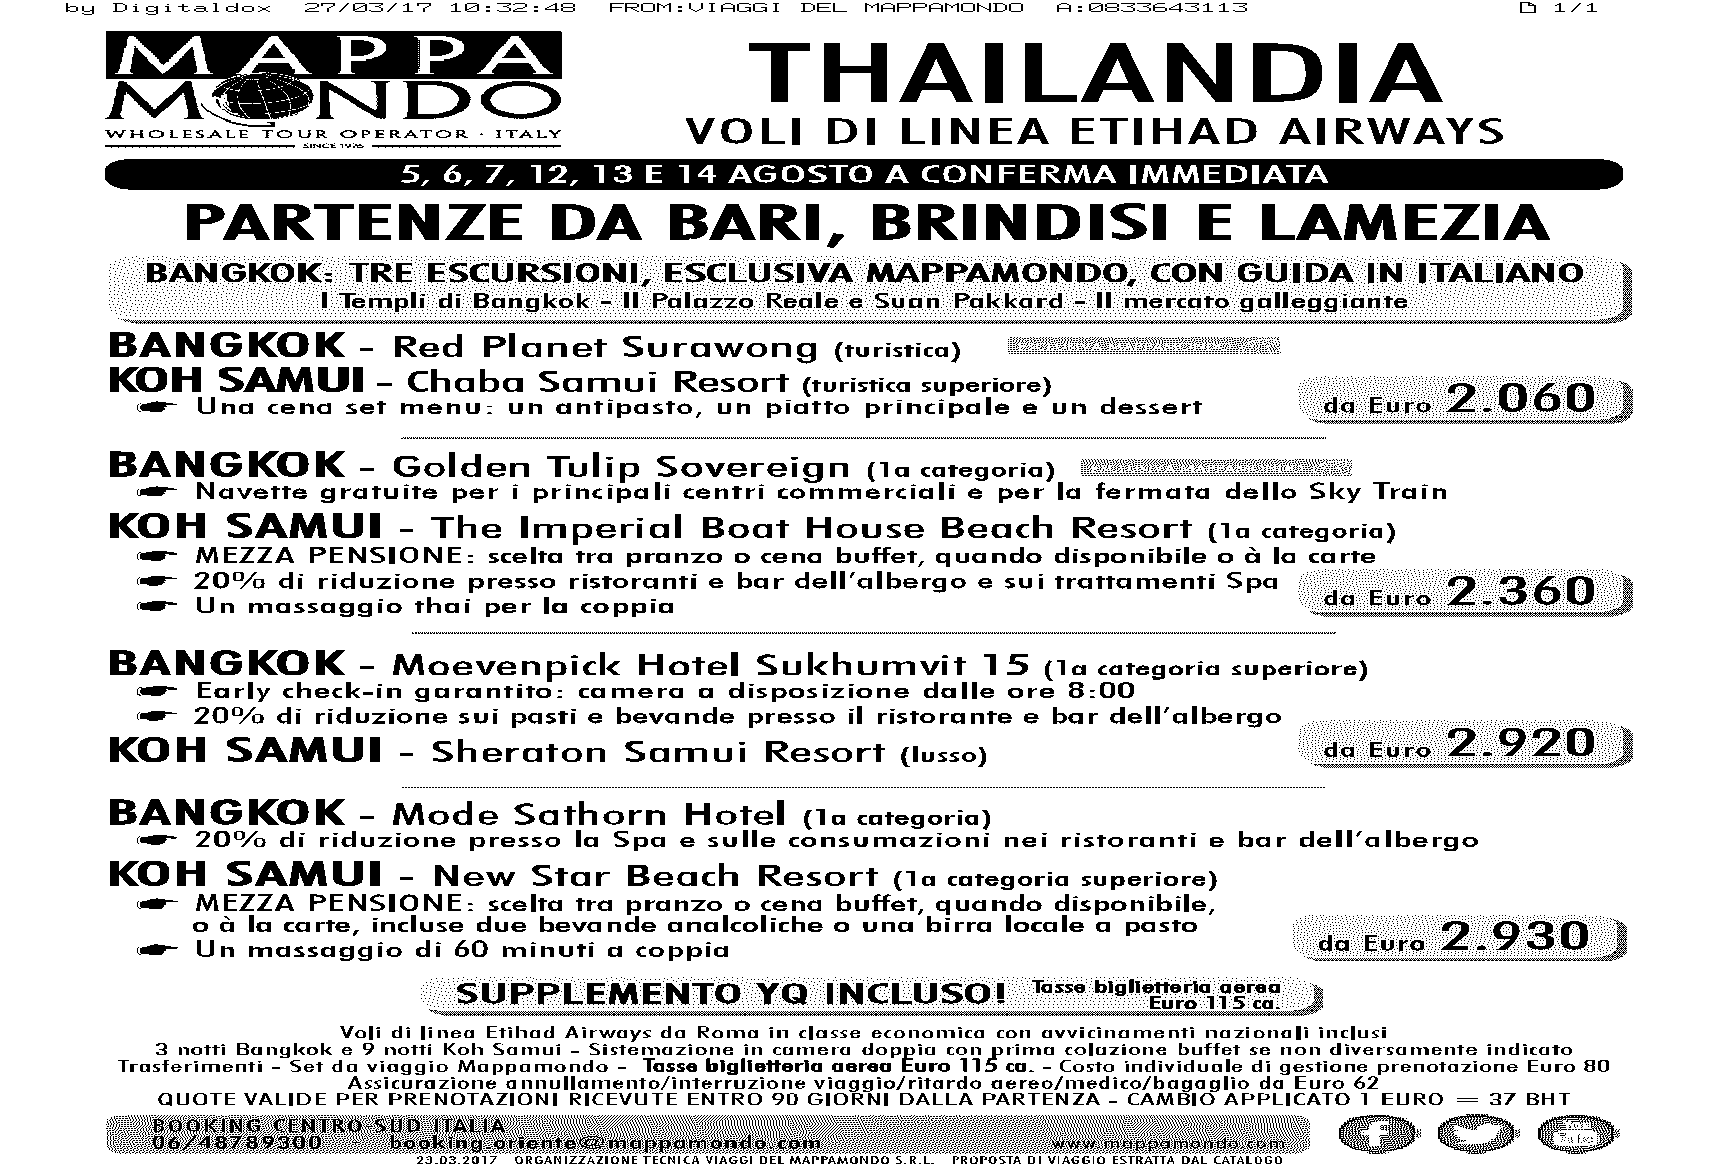 by Digitaldox 27/03/17 10:32:48 FROM:VIAGGI DEL MAPPAMONDO A:0833643113 1/1
MAPPA
MONDO
WHOLESALE TOUR OPERATOR · ITALY
SINCE 1975
THAILANDIA
VOLI DI LINEA ETIHAD AIRWAYS
5, 6, 7, 12, 13 E 14 AGOSTO A CONFERMA IMMEDIATA
PARTENZE DA BARI, BRINDISI E LAMEZIA
BANGKOK: TRE ESCURSIONI, ESCLUSIVA MAPPAMONDO, CON GUIDA IN ITALIANO
I Templi di Bangkok – Il Palazzo Reale e Suan Pakkard – Il mercato galleggiante
BANGKOK – Red Planet Surawong (turistica)
KOH SAMUI – Chaba Samui Resort (turistica superiore)
Una cena set menu: un antipasto, un piatto principale e un dessert
da Euro 2.060
BANGKOK – Golden Tulip Sovereign (1a categoria)
Navette gratuite per i principali centri commerciali e per la fermata dello Sky Train
KOH SAMUI – The Imperial Boat House Beach Resort (1a categoria)
MEZZA PENSIONE: scelta tra pranzo o cena buffet, quando disponibile o à la carte
20% di riduzione presso ristoranti e bar dell'albergo e sui trattamenti Spa
Un massaggio thai per la coppia
da Euro 2.360
BANGKOK – Moevenpick Hotel Sukhumvit 15 (1a categoria superiore)
Early check-in garantito: camera a disposizione dalle ore 8:00
20% di riduzione sui pasti e bevande presso il ristorante e bar dell'albergo
KOH SAMUI – Sheraton Samui Resort (lusso)
da Euro 2.920
BANGKOK – Mode Sathorn Hotel (1a categoria)
20% di riduzione presso la Spa e sulle consumazioni nei ristoranti e bar dell'albergo
KOH SAMUI – New Star Beach Resort (1a categoria superiore)
MEZZA PENSIONE: scelta tra pranzo o cena buffet, quando disponibile,
o à la carte, incluse due bevande analcoliche o una birra locale a pasto
Un massaggio di 60 minuti a coppia
da Euro 2.930
SUPPLEMENTO YQ INCLUSO! Tasse biglietteria aerea
Euro 115 ca.
Voli di linea Etihad Airways da Roma in classe economica con avvicinamenti nazionali inclusi
3 notti Bangkok e 9 notti Koh Samui – Sistemazione in camera doppia con prima colazione buffet se non diversamente indicato
Trasferimenti – Set da viaggio Mappamondo – Tasse biglietteria aerea Euro 115 ca. – Costo individuale di gestione prenotazione Euro 80
Assicurazione annullamento/interruzione viaggio/ritardo aereo/medico/bagaglio da Euro 62
QUOTE VALIDE PER PRENOTAZIONI RICEVUTE ENTRO 90 GIORNI DALLA PARTENZA – CAMBIO APPLICATO 1 EURO = 37 BHT
BOOKING CENTRO SUD ITALIA
06/48789300 booking.oriente@mappamondo.com www.mappamondo.com
23.03.2017 ORGANIZZAZIONE TECNICA VIAGGI DEL MAPPAMONDO S.R.L. PROPOSTA DI VIAGGIO ESTRATTA DAL CATALOGO